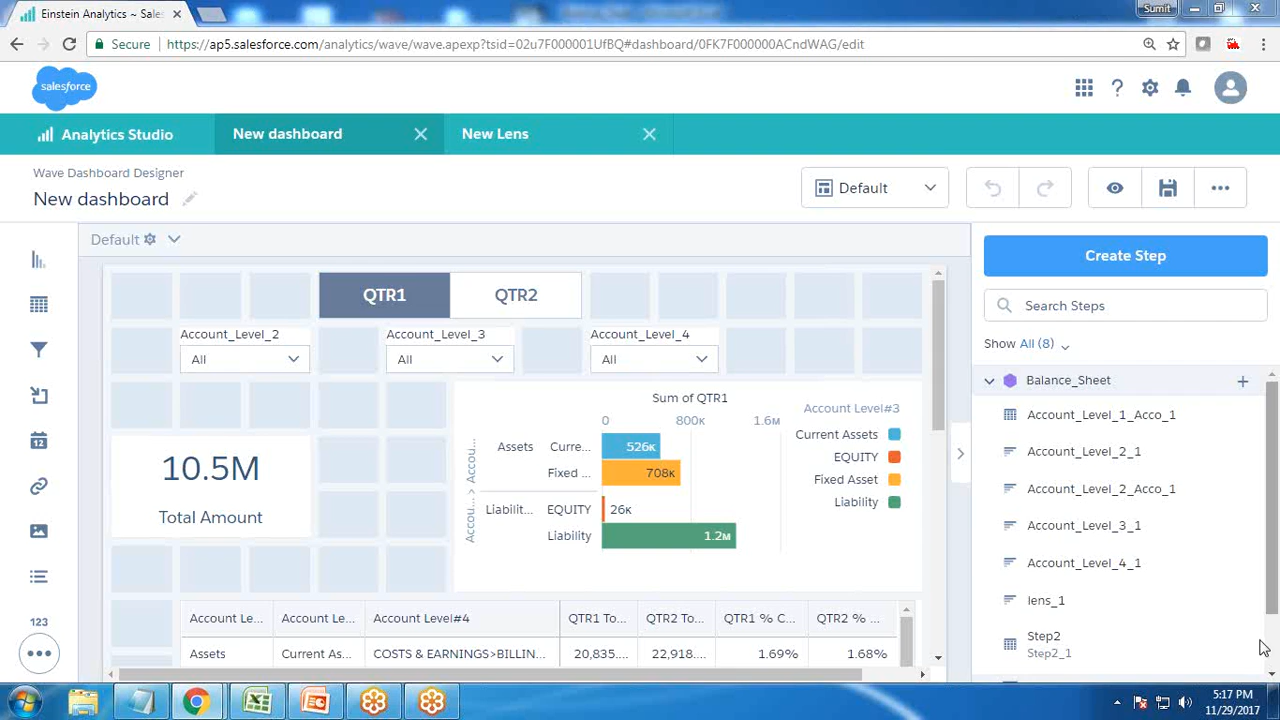 Einstein Analytics ~ Sales
Sumit
Secure
https://ap5.salesforce.com/analytics/wave/wave.apexp?tsid=02u7F000001UfBQ#dashboard/0FK7F000000ACndWAG/edit
salesforce
Analytics Studio
New dashboard
New Lens
Wave Dashboard Designer
New dashboard
Default
Default
Create Step
Search Steps
Show All (8)
Balance_Sheet
Account_Level_1_Acco_1
Account_Level_2_1
Account_Level_2_Acco_1
Account_Level_3_1
Account_Level_4_1
lens_1
Step2
Step2_1
QTR1
QTR2
Account_Level_2
Account_Level_3
Account_Level_4
All
All
All
10.5M
Total Amount
Sum of QTR1
0 800K 1.6M
Accou... > Accou...
Assets Curre... 526K
Fixed ... 708K
Liabilit... EQUITY 26K
Liability 1.2M
Account Level#3
Current Assets
EQUITY
Fixed Asset
Liability
Account Le... Account Le... Account Level#4 QTR1 To... QTR2 To... QTR1 % C... QTR2 % ...
Assets Current As... COSTS & EARNINGS>BILLIN... 20,835.... 22,918.... 1.69% 1.68%
12
123
5:17 PM
11/29/2017